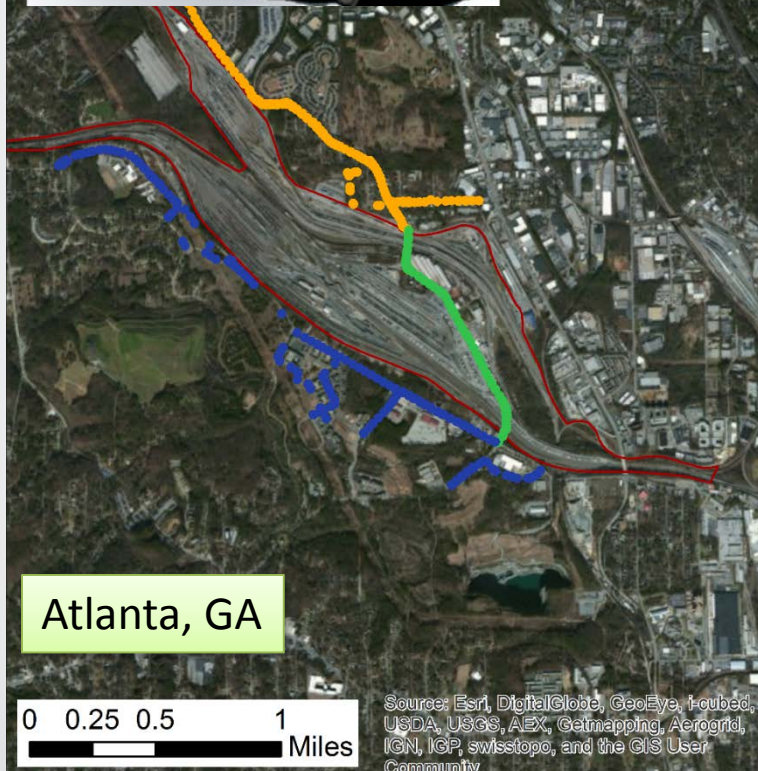 Atlanta, GA
0 0.25 0.5 1
Miles
Source: Esri, DigitalGlobe, GeoEye, i-cubed,
USDA, USGS, AEX, Getmapping, Aerogrid,
IGN, IGP, swisstopo, and the GIS User
Community